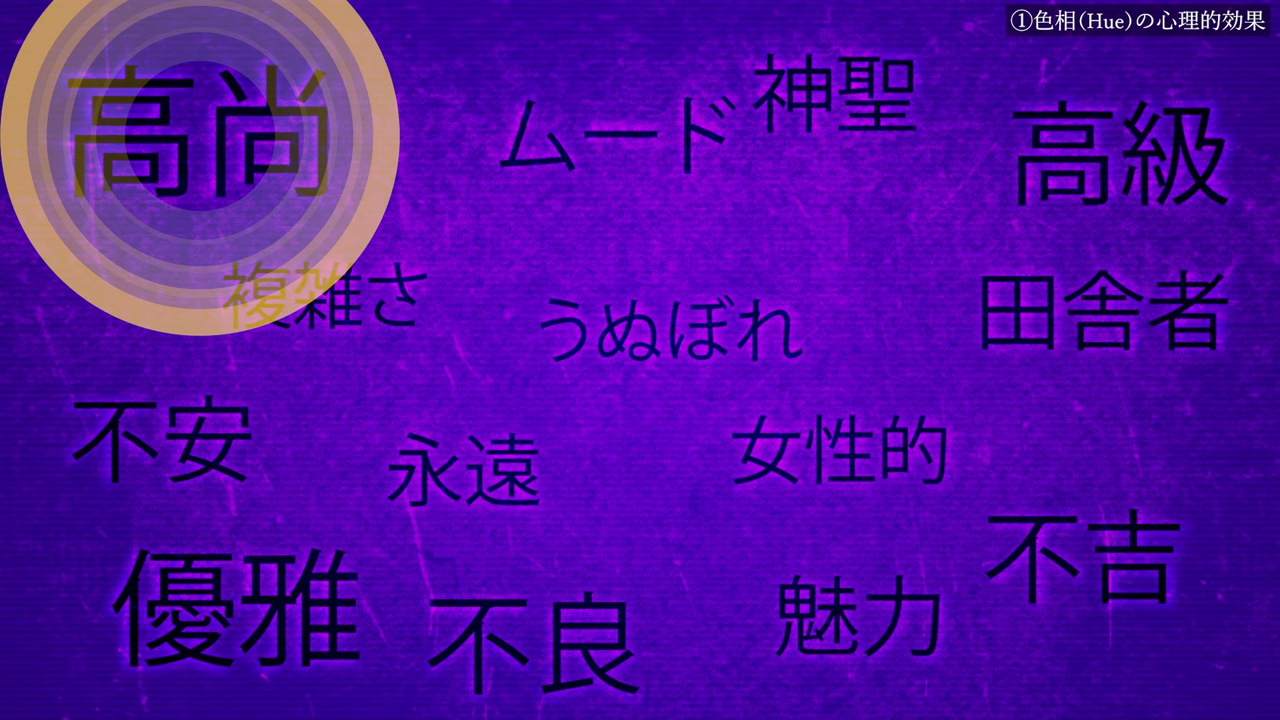 ①色相(Hue)の心理的効果
高尚
ムード
神聖
高級
複雑さ
うぬぼれ
田舎者
不安
永遠
女性的
不吉
優雅
不良
魅力